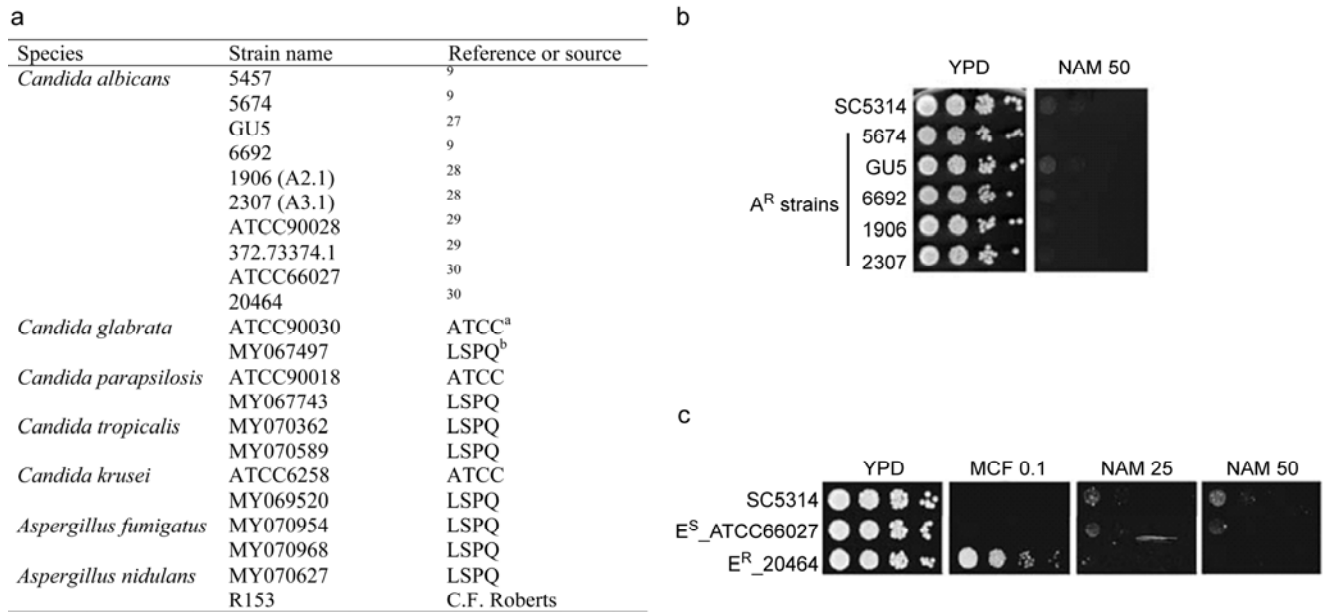 a
Species Strain name Reference or source
Candida albicans 5457 9
5674 9
GU5 27
6692 9
1906 (A2.1) 28
2307 (A3.1) 28
ATCC90028 29
372.73374.1 29
ATCC66027 30
20464 30
Candida glabrata ATCC90030 ATCCa
MY067497 LSPQb
Candida parapsilosis ATCC90018 ATCC
MY067743 LSPQ
Candida tropicalis MY070362 LSPQ
MY070589 LSPQ
Candida krusei ATCC6258 ATCC
MY069520 LSPQ
Aspergillus fumigatus MY070954 LSPQ
MY070968 LSPQ
Aspergillus nidulans MY070627 LSPQ
R153 C.F. Roberts
b
YPD NAM 50
SC5314
5674
GU5
AR strains
6692
1906
2307
c
YPD MCF 0.1 NAM 25 NAM 50
SC5314
ES_ATCC66027
ER_20464